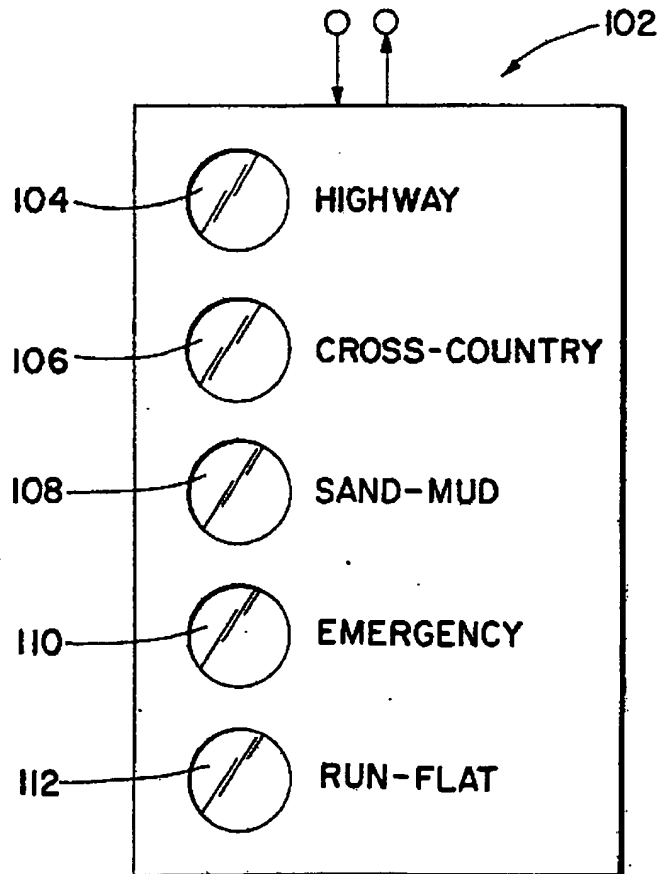 102
104 HIGHWAY
106 CROSS-COUNTRY
108 SAND-MUD
110 EMERGENCY
112 RUN-FLAT